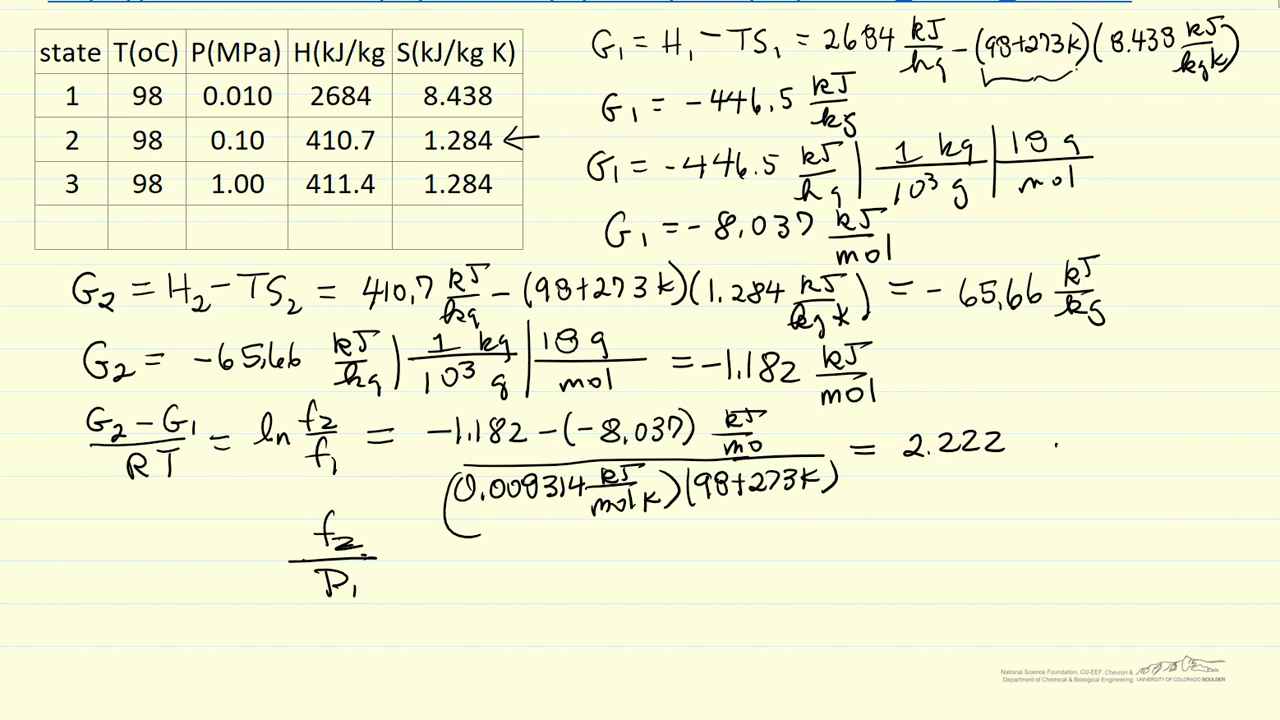 state T(oC) P(MPa) H(kJ/kg S(kJ/kg K)
1 98 0.010 2684 8.438
2 98 0.10 410.7 1.284 ←
3 98 1.00 411.4 1.284
G₁ = H₁ - TS₁ = 2684 kJ/kg - (98+273K)(8.438 kJ/kgK)
G₁ = -446.5 kJ/kg
G₁ = -446.5 kJ/kg | 1 kg/10³ g | 18 g/mol
G₁ = -8.037 kJ/mol
G₂ = H₂ - TS₂ = 410.7 kJ/kg - (98+273K)(1.284 kJ/kgK) = -65.66 kJ/kg
G₂ = -65.66 kJ/kg | 1 kg/10³ g | 18 g/mol = -1.182 kJ/mol
G₂ - G₁/RT = ln f₂/f₁ = -1.182 - (-8.037) kJ/mo/(0.008314 kJ/mol K)(98+273K) = 2.222
f₂/P₁
National Science Foundation, CU-EEF, Chevron &
Department of Chemical & Biological Engineering UNIVERSITY OF COLORADO BOULDER